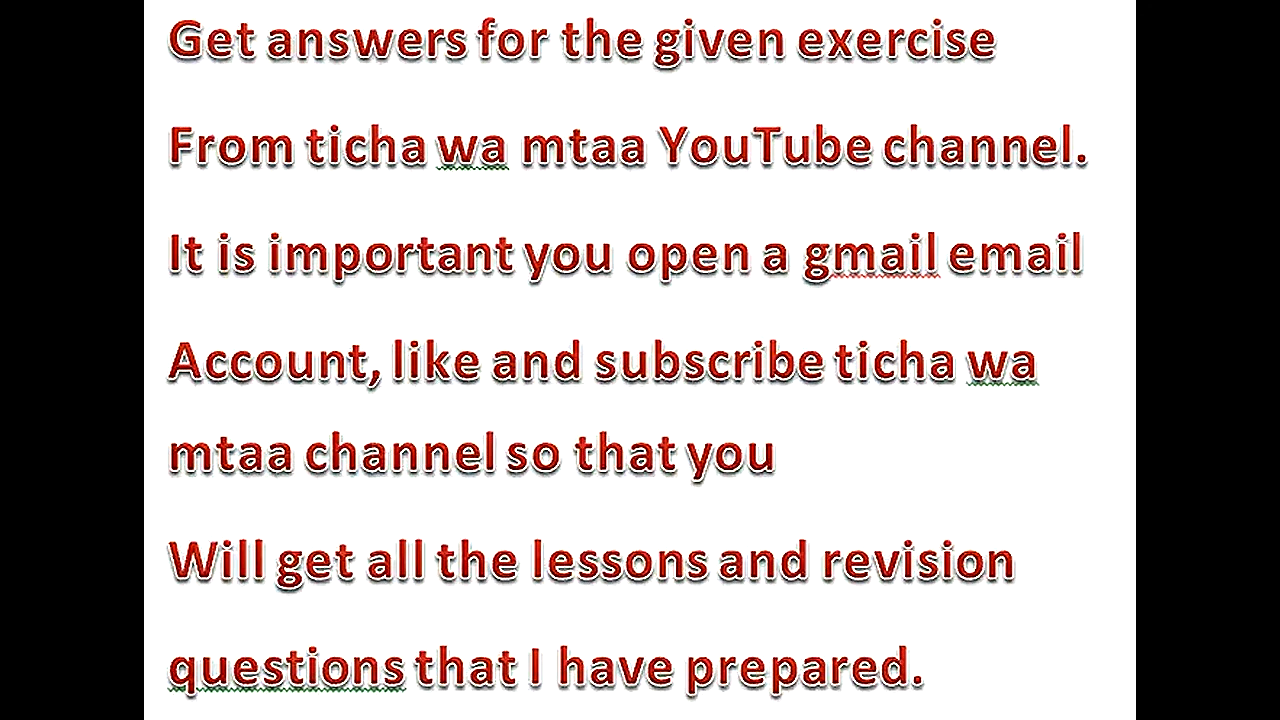 Get answers for the given exercise
From ticha wa mtaa YouTube channel.
It is important you open a gmail email
Account, like and subscribe ticha wa
mtaa channel so that you
Will get all the lessons and revision
questions that I have prepared.